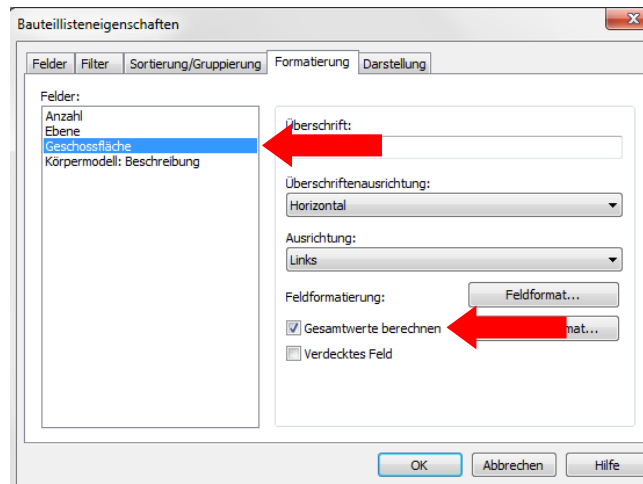 Bauteillisteneigenschaften
Felder Filter Sortierung/Gruppierung Formatierung Darstellung
Felder:
Anzahl
Ebene
Geschossfläche
Körpermodell: Beschreibung
Überschrift:
Überschriftenausrichtung:
Horizontal
Ausrichtung:
Links
Feldformatierung:
Feldformat...
Gesamtwerte berechnen
mat...
Verdecktes Feld
OK Abbrechen Hilfe